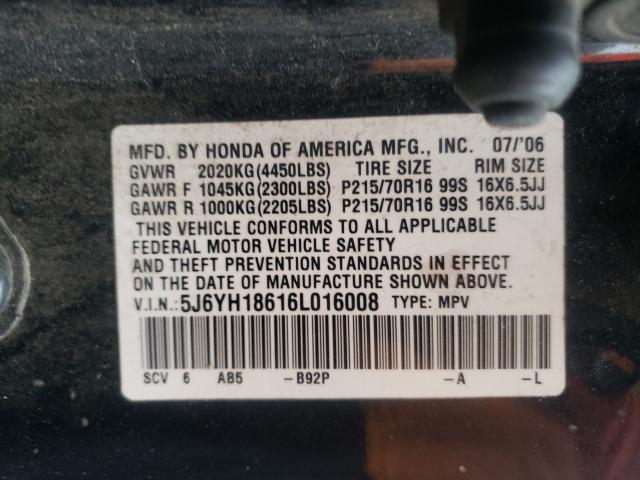 MFD. BY HONDA OF AMERICA MFG., INC. 07/'06
GVWR 2020KG(4450LBS) TIRE SIZE RIM SIZE
GAWR F 1045KG(2300LBS) P215/70R16 99S 16X6.5JJ
GAWR R 1000KG(2205LBS) P215/70R16 99S 16X6.5JJ
THIS VEHICLE CONFORMS TO ALL APPLICABLE
FEDERAL MOTOR VEHICLE SAFETY
AND THEFT PREVENTION STANDARDS IN EFFECT
ON THE DATE OF MANUFACTURE SHOWN ABOVE.
V.I.N.:5J6YH18616L016008 TYPE: MPV
SCV 6 AB5 -B92P -A -L